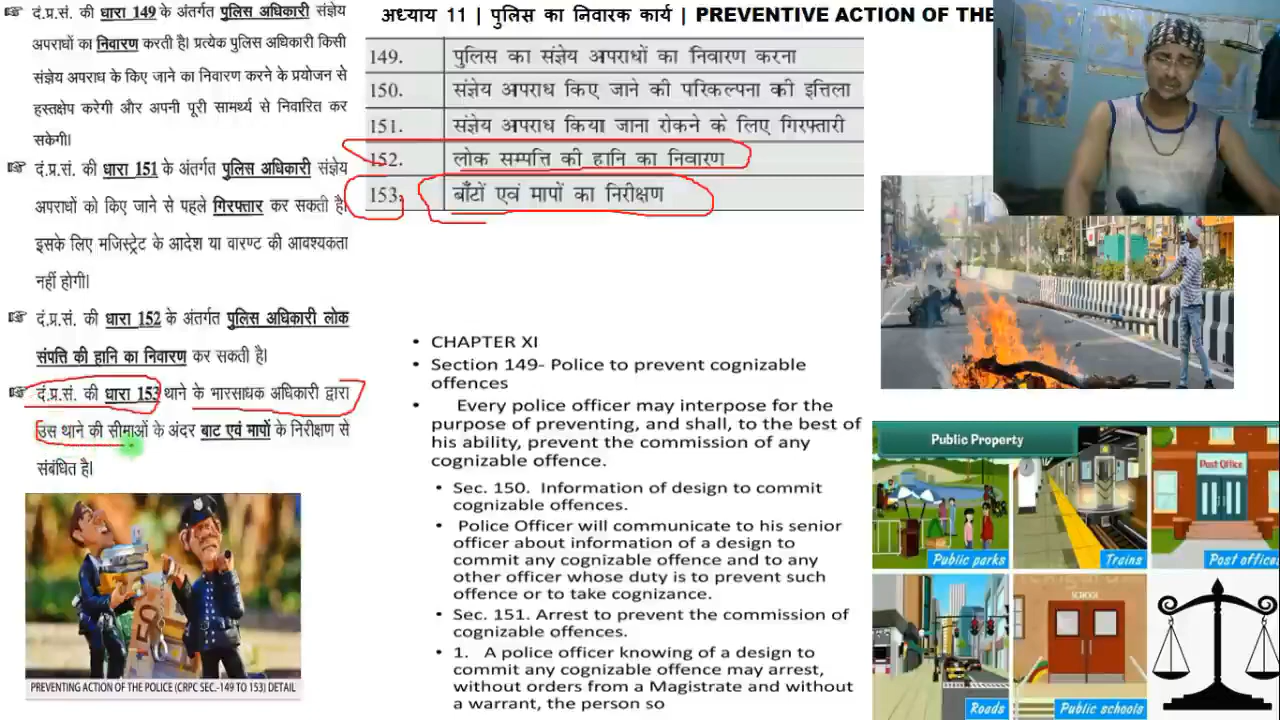 द.प्र.सं. की धारा 149 के अंतर्गत पुलिस अधिकारी संज्ञेय
अपराधों का निवारण करती है। प्रत्येक पुलिस अधिकारी किसी
संज्ञेय अपराध के किए जाने का निवारण करने के प्रयोजन से
हस्तक्षेप करेगी और अपनी पूरी सामर्थ्य से निवारित कर
सकेगी।
दं.प्र.सं. की धारा 151 के अंतर्गत पुलिस अधिकारी संज्ञेय
अपराधों को किए जाने से पहले गिरफ्तार कर सकती है।
इसके लिए मजिस्ट्रेट के आदेश या वारण्ट की आवश्यकता
नहीं होगी।
दं.प्र.सं. की धारा 152 के अंतर्गत पुलिस अधिकारी लोक
संपत्ति की हानि का निवारण कर सकती है।
दं.प्र.सं. की धारा 153 थाने के भारसाधक अधिकारी द्वारा
उस थाने की सीमाओं के अंदर बाट एवं मापों के निरीक्षण से
संबंधित है।
PREVENTING ACTION OF THE POLICE (CRPC SEC.-149 TO 153) DETAIL
अध्याय 11 | पुलिस का निवारक कार्य | PREVENTIVE ACTION OF THE
149. पुलिस का संज्ञेय अपराधों का निवारण करना
150. संज्ञेय अपराध किए जाने की परिकल्पना की इत्तिला
151. संज्ञेय अपराध किया जाना रोकने के लिए गिरफ्तारी
152. लोक सम्पत्ति की हानि का निवारण
153. बाँटों एवं मापों का निरीक्षण
• CHAPTER XI
• Section 149- Police to prevent cognizable
offences
• Every police officer may interpose for the
purpose of preventing, and shall, to the best of
his ability, prevent the commission of any
cognizable offence.
• Sec. 150. Information of design to commit
cognizable offences.
• Police Officer will communicate to his senior
officer about information of a design to
commit any cognizable offence and to any
other officer whose duty is to prevent such
offence or to take cognizance.
• Sec. 151. Arrest to prevent the commission of
cognizable offences.
• 1. A police officer knowing of a design to
commit any cognizable offence may arrest,
without orders from a Magistrate and without
a warrant, the person so
Public Property
Post Office
Public parks
Trains
Post offices
SCHOOL
Roads
Public schools